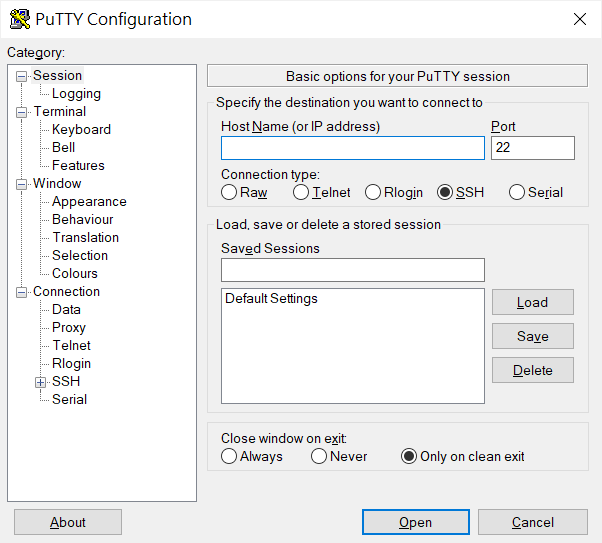 PuTTY Configuration
Category:
Session
Logging
Terminal
Keyboard
Bell
Features
Window
Appearance
Behaviour
Translation
Selection
Colours
Connection
Data
Proxy
Telnet
Rlogin
SSH
Serial
Basic options for your PuTTY session
Specify the destination you want to connect to
Host Name (or IP address) Port
22
Connection type:
Raw Telnet Rlogin SSH Serial
Load, save or delete a stored session
Saved Sessions
Default Settings
Load
Save
Delete
Close window on exit:
Always Never Only on clean exit
About Open Cancel